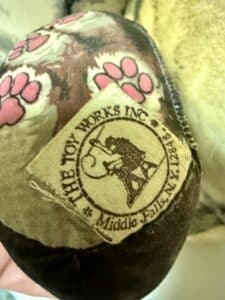 THE TOY WORKS INC.
Middle Falls, N.Y. 12848